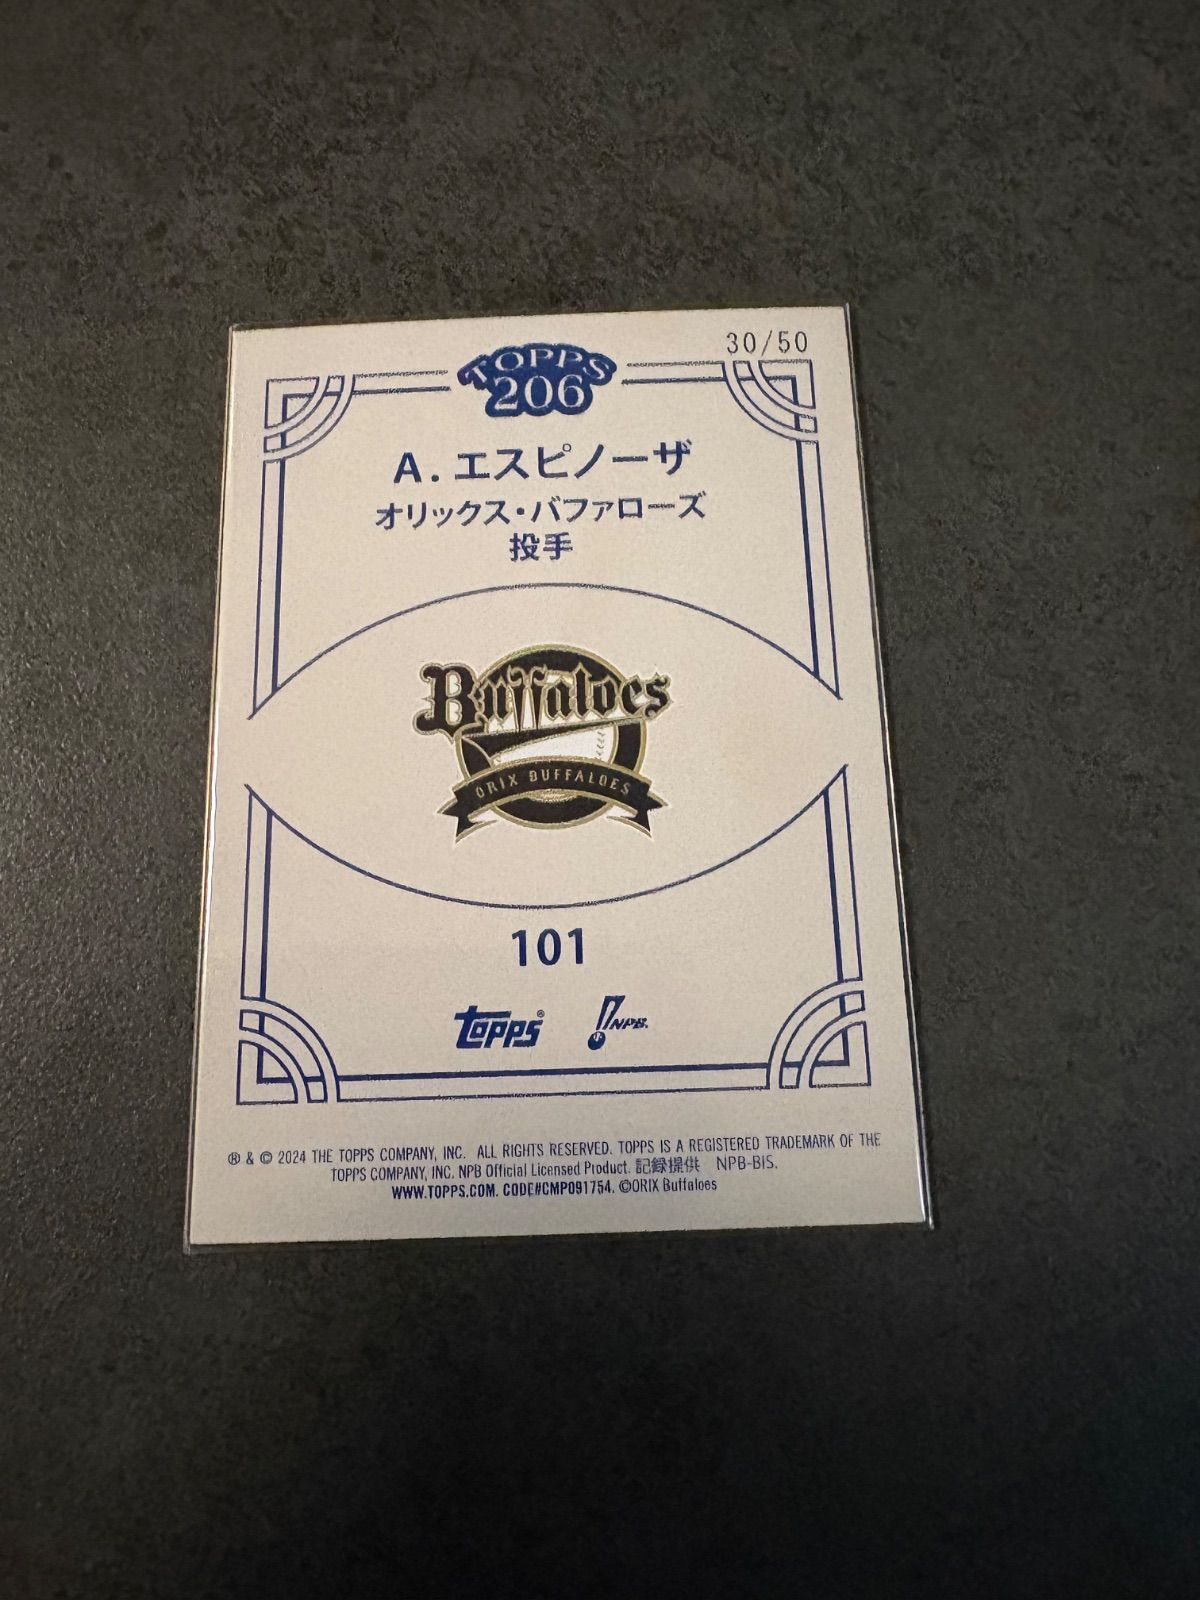 30/50
TOPPS
206
A. エスピノーザ
オリックス・バファローズ
投手
Buffaloes
ORIX BUFFALOES
101
topps®
NPB.
® & © 2024 THE TOPPS COMPANY, INC. ALL RIGHTS RESERVED. TOPPS IS A REGISTERED TRADEMARK OF THE
TOPPS COMPANY, INC. NPB Official Licensed Product. 記録提供 NPB-BIS.
WWW.TOPPS.COM. CODE#CMP091754. ©ORIX Buffaloes